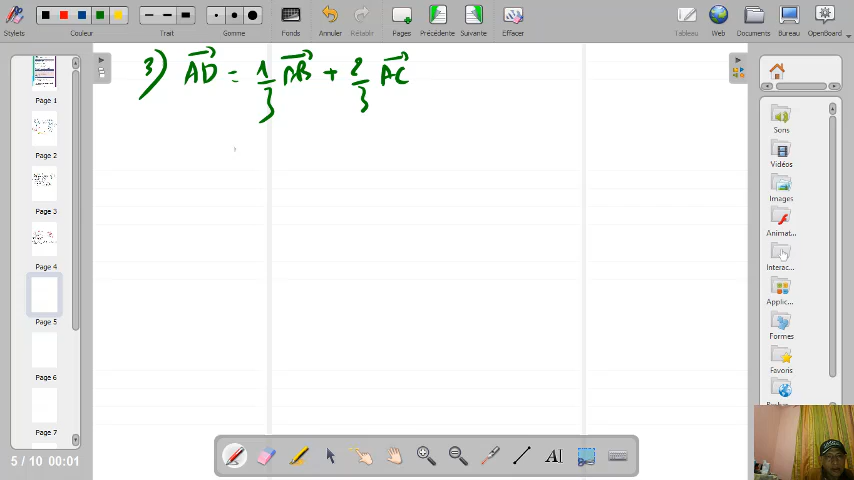 Stylets
Couleur
Trait
Gomme
Fonds
Annuler
Rétablir
Pages
Précédente
Suivante
Effacer
Tableau
Web
Documents
Bureau
OpenBoard
3) AD⃗ = 1/3 AB⃗ + 2/3 AC⃗
Page 1
Page 2
Page 3
Page 4
Page 5
Page 6
Page 7
5 / 10 00:01
Sons
Vidéos
Images
Animat...
Interac...
Applic...
Formes
Favoris